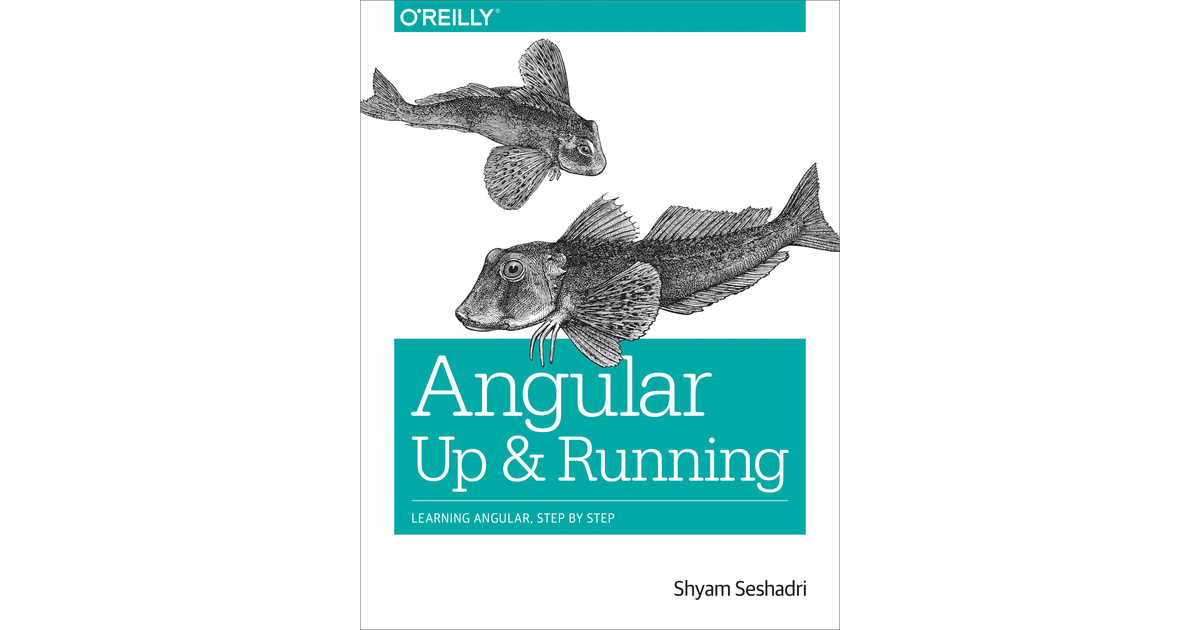 O'REILLY®
Angular
Up & Running
LEARNING ANGULAR, STEP BY STEP
Shyam Seshadri